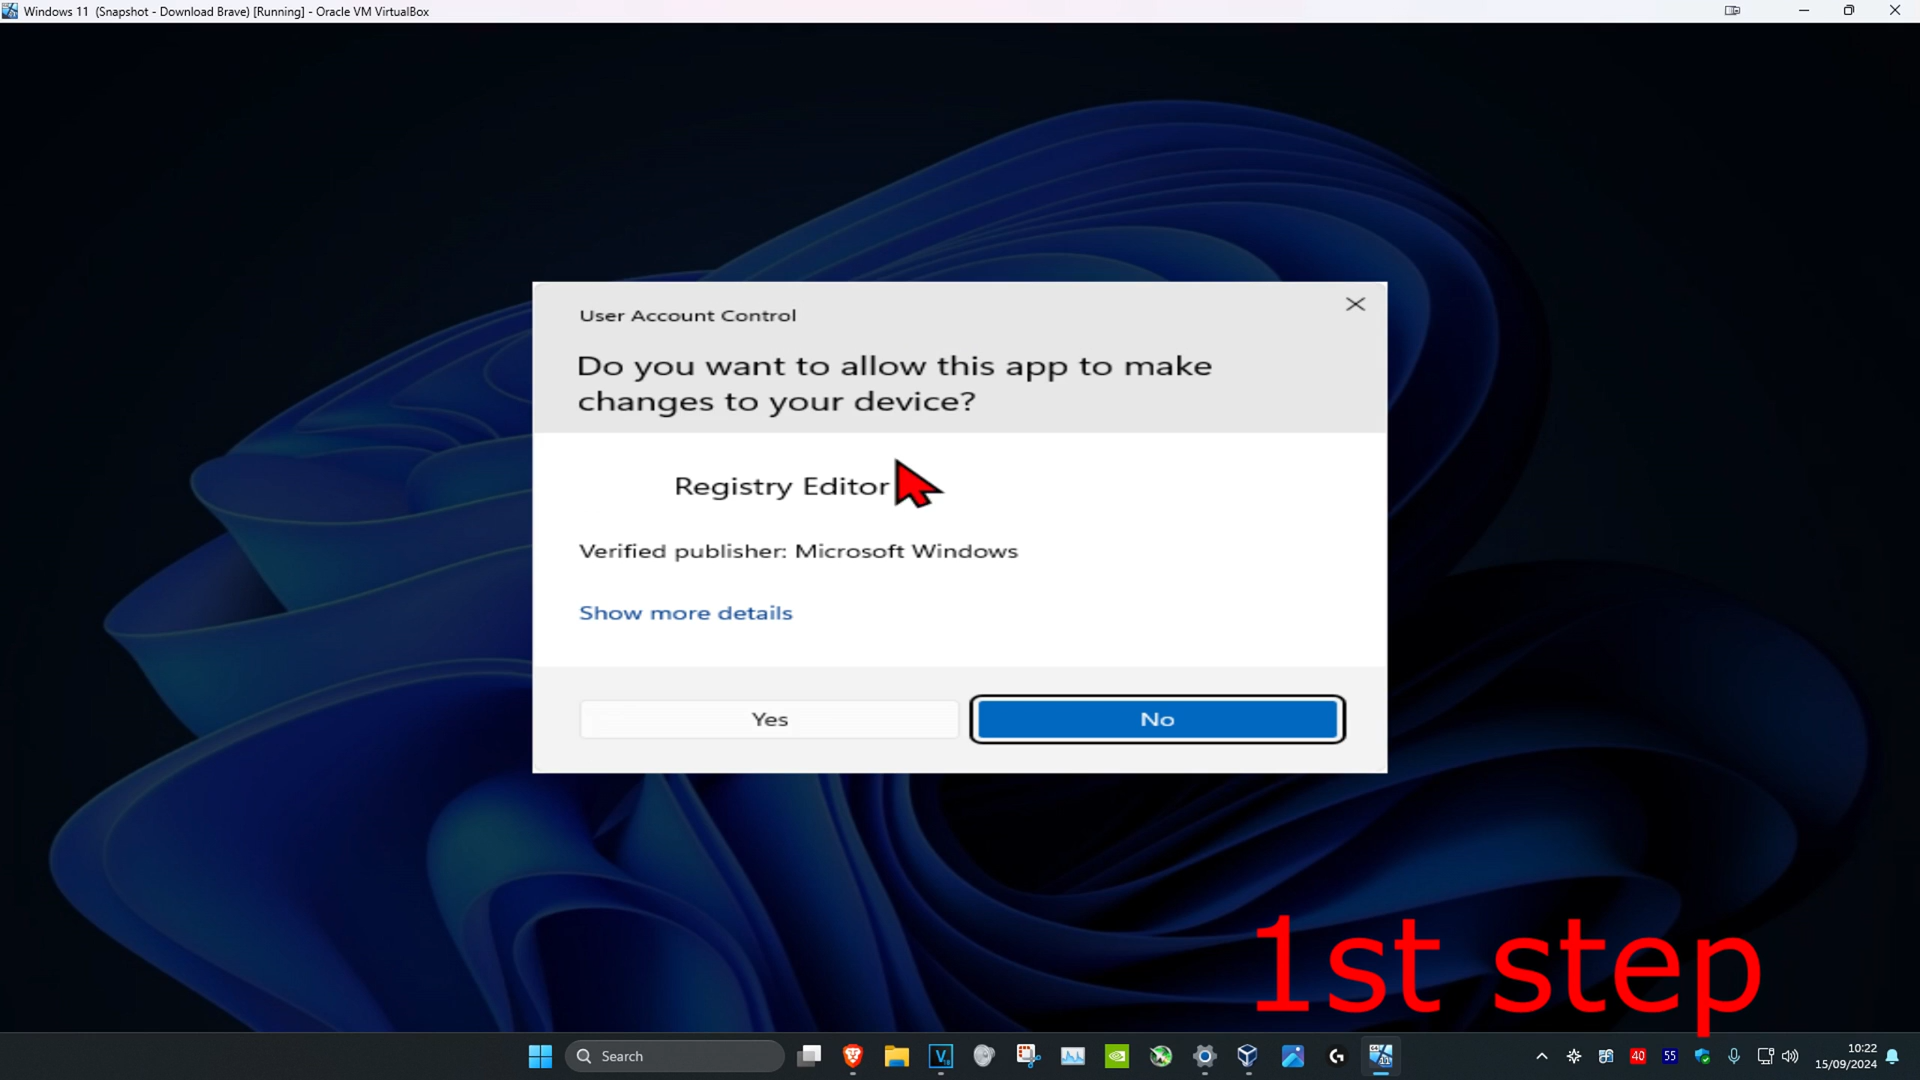 Windows 11 (Snapshot - Download Brave) [Running] - Oracle VM VirtualBox
User Account Control
Do you want to allow this app to make
changes to your device?
Registry Editor
Verified publisher: Microsoft Windows
Show more details
Yes
No
1st step
Search
40
55
10:22
15/09/2024